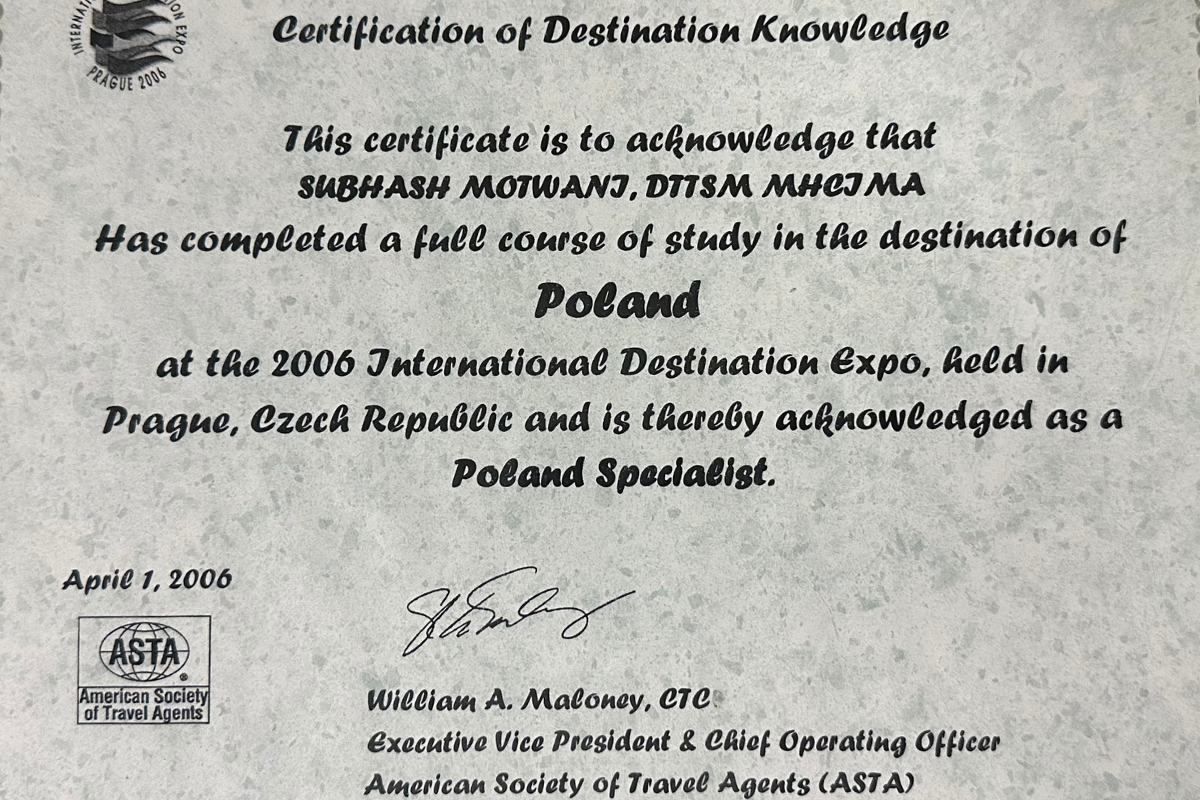 PRAGUE 2006
Certification of Destination Knowledge
This certificate is to acknowledge that
SUBHASH MOTWANI, DTTSM MHCIMA
Has completed a full course of study in the destination of
Poland
at the 2006 International Destination Expo, held in
Prague, Czech Republic and is thereby acknowledged as a
Poland Specialist.
April 1, 2006
ASTA®
American Society
of Travel Agents
William A. Maloney, CTC
Executive Vice President & Chief Operating Officer
American Society of Travel Agents (ASTA)